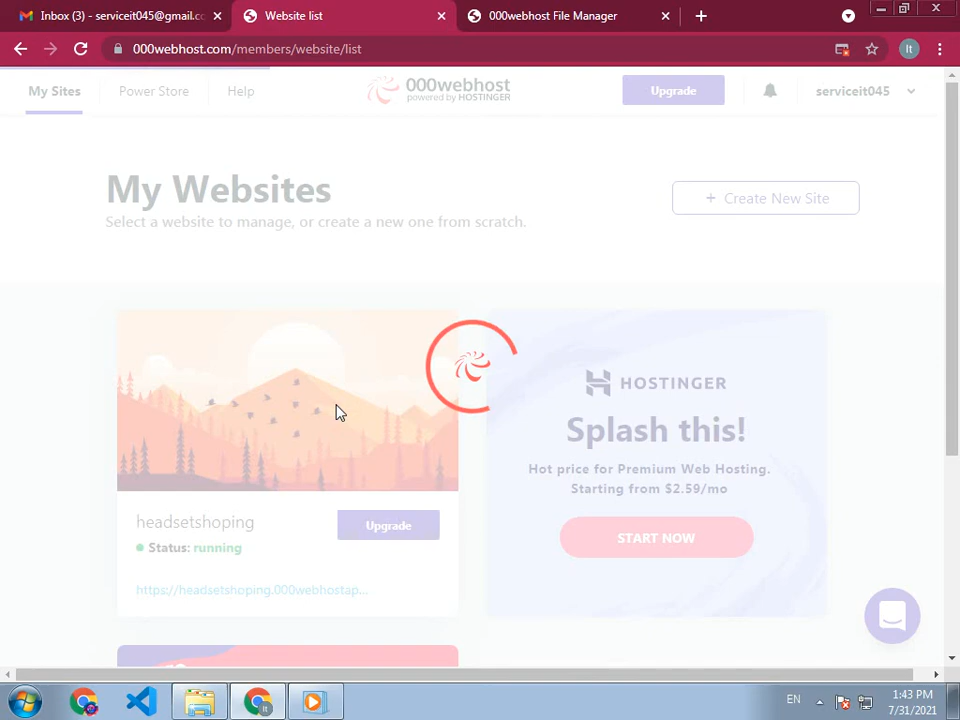 Inbox (3) - serviceit045@gmail.co
Website list
000webhost File Manager
000webhost.com/members/website/list
It
My Sites
Power Store
Help
000webhost
powered by HOSTINGER
Upgrade
serviceit045
My Websites
Select a website to manage, or create a new one from scratch.
+ Create New Site
HOSTINGER
Splash this!
Hot price for Premium Web Hosting.
Starting from $2.59/mo
START NOW
headsetshoping
Upgrade
Status: running
https://headsetshoping.000webhostap...
It
EN
1:43 PM
7/31/2021